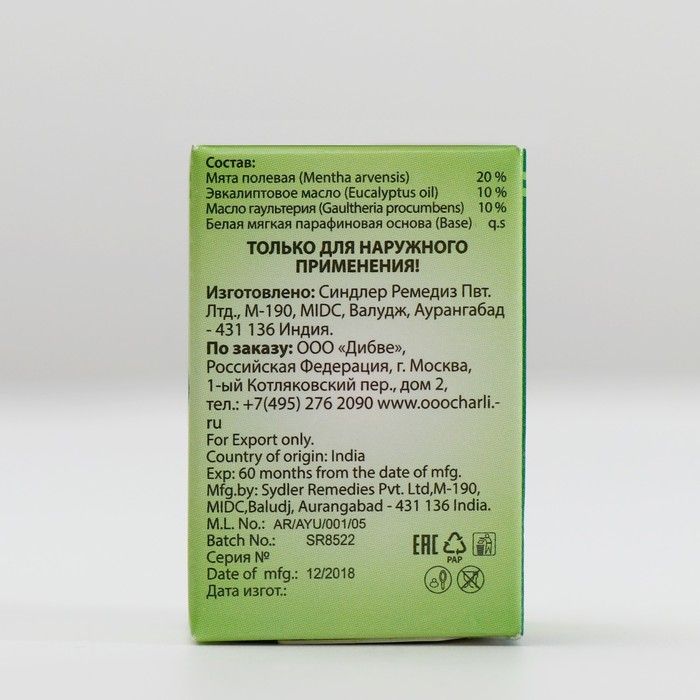 Состав:
Мята полевая (Mentha arvensis) 20 %
Эвкалиптовое масло (Eucalyptus oil) 10 %
Масло гаультерия (Gaultheria procumbens) 10 %
Белая мягкая парафиновая основа (Base) q.s
ТОЛЬКО ДЛЯ НАРУЖНОГО
ПРИМЕНЕНИЯ!
Изготовлено: Синдлер Ремедиз Пвт.
Лтд., М-190, MIDC, Валудж, Аурангабад
- 431 136 Индия.
По заказу: ООО «Дибве»,
Российская Федерация, г. Москва,
1-ый Котляковский пер., дом 2,
тел.: +7(495) 276 2090 www.ooocharli.-
ru
For Export only.
Country of origin: India
Exp: 60 months from the date of mfg.
Mfg.by: Sydler Remedies Pvt. Ltd,M-190,
MIDC,Baludj, Aurangabad - 431 136 India.
M.L. No.: AR/AYU/001/05
Batch No.: SR8522
Серия №
Date of mfg.: 12/2018
Дата изгот.:
EAC
PAP